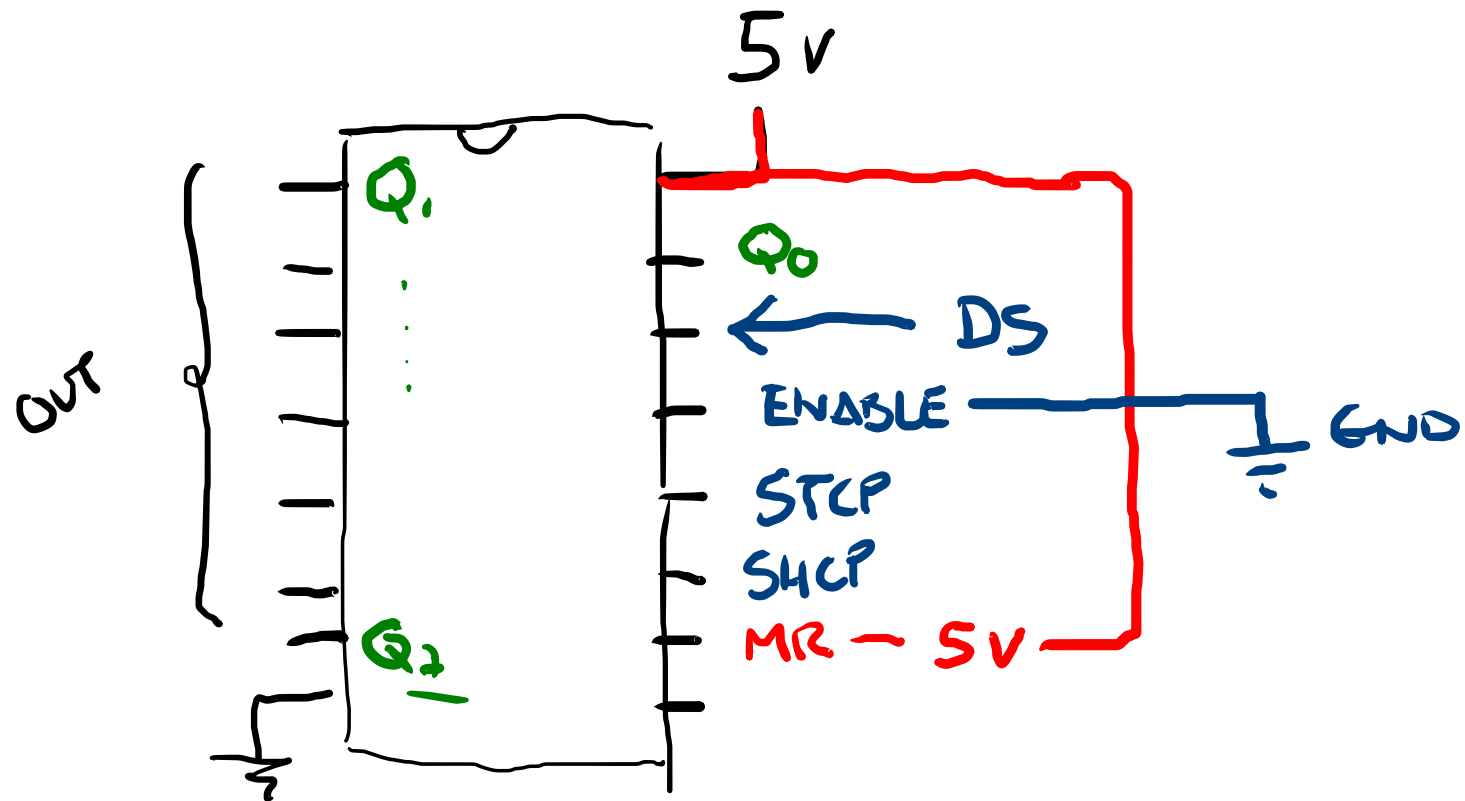 5V
Q1
Q0
DS
OUT
ENABLE
GND
STCP
SHCP
MR - 5V
Q7